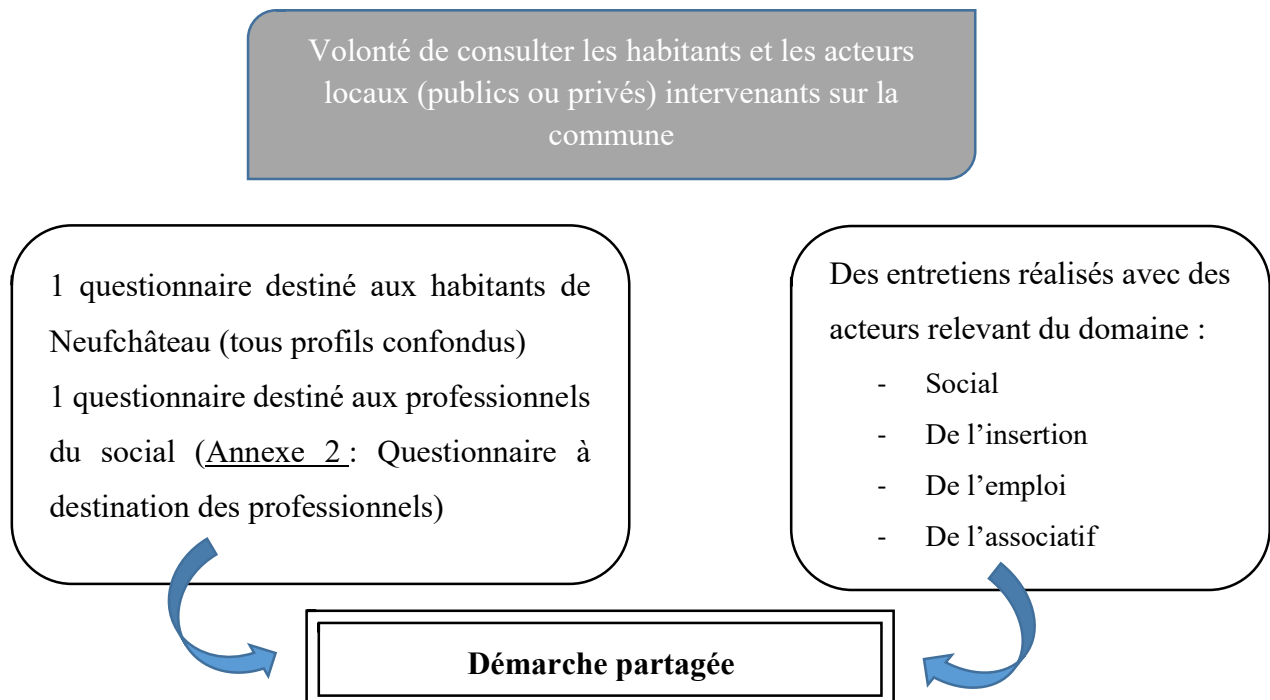 Volonté de consulter les habitants et les acteurs
locaux (publics ou privés) intervenants sur la
commune
1 questionnaire destiné aux habitants de
Neufchâteau (tous profils confondus)
1 questionnaire destiné aux professionnels
du social (Annexe 2 : Questionnaire à
destination des professionnels)
Des entretiens réalisés avec des
acteurs relevant du domaine :
- Social
- De l’insertion
- De l’emploi
- De l’associatif
Démarche partagée